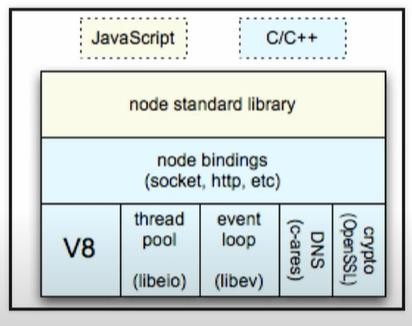 JavaScript
C/C++
node standard library
node bindings
(socket, http, etc)
V8
thread
pool
(libeio)
event
loop
(libev)
DNS
(c-ares)
crypto
(OpenSSL)